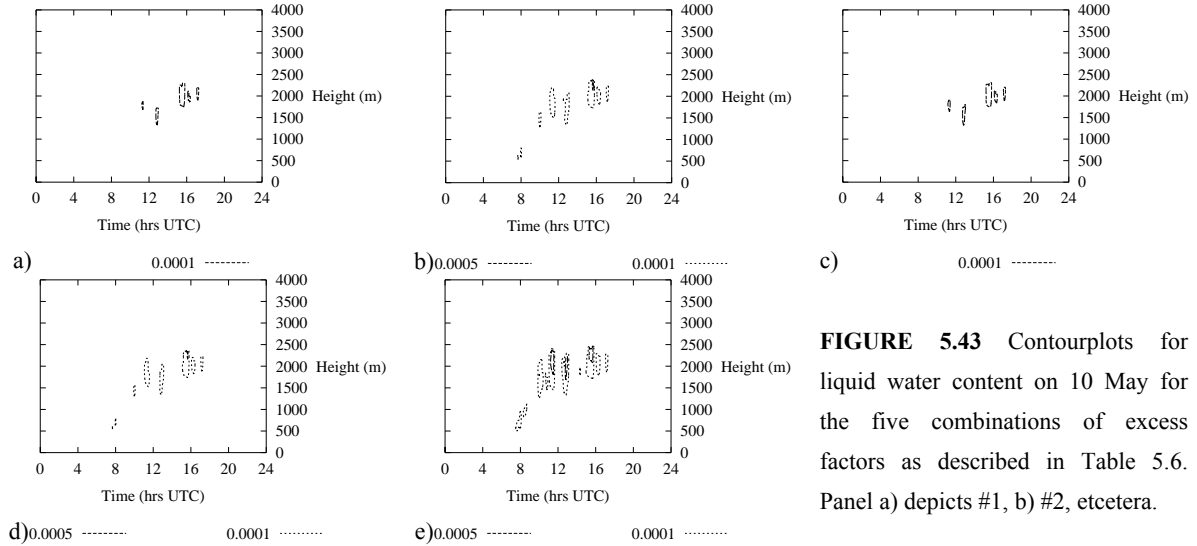 4000
3500
3000
2500
2000
1500
1000
500
0
Height (m)
0 4 8 12 16 20 24
Time (hrs UTC)
a) 0.0001
4000
3500
3000
2500
2000
1500
1000
500
0
Height (m)
0 4 8 12 16 20 24
Time (hrs UTC)
b) 0.0005 0.0001
4000
3500
3000
2500
2000
1500
1000
500
0
Height (m)
0 4 8 12 16 20 24
Time (hrs UTC)
c) 0.0001
4000
3500
3000
2500
2000
1500
1000
500
0
Height (m)
0 4 8 12 16 20 24
Time (hrs UTC)
d) 0.0005 0.0001
4000
3500
3000
2500
2000
1500
1000
500
0
Height (m)
0 4 8 12 16 20 24
Time (hrs UTC)
e) 0.0005 0.0001
FIGURE 5.43 Contourplots for
liquid water content on 10 May for
the five combinations of excess
factors as described in Table 5.6.
Panel a) depicts #1, b) #2, etcetera.